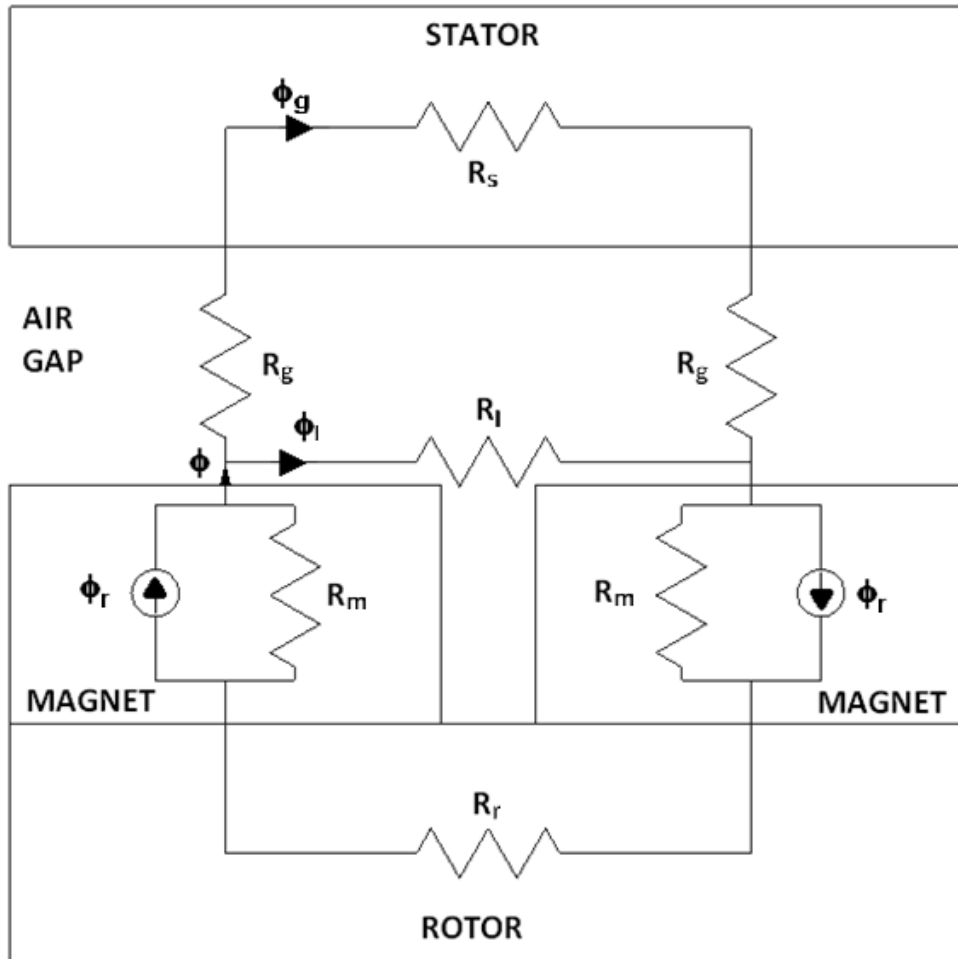 STATOR
ϕg
Rs
AIR
GAP
Rg
Rg
Rl
ϕl
ϕ
ϕr
Rm
Rm
ϕr
MAGNET
MAGNET
Rr
ROTOR